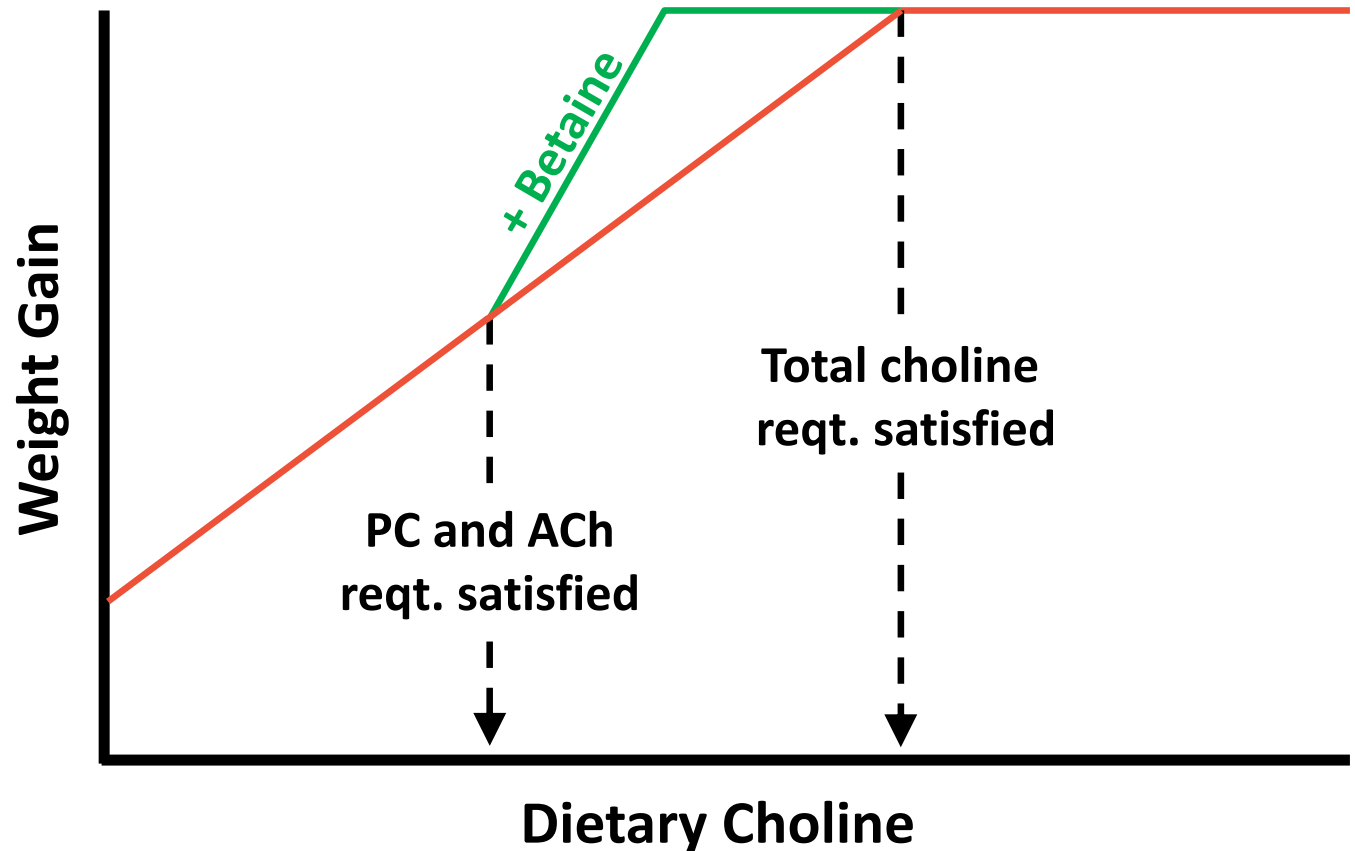 + Betaine
Weight Gain
Total choline
reqt. satisfied
PC and ACh
reqt. satisfied
Dietary Choline